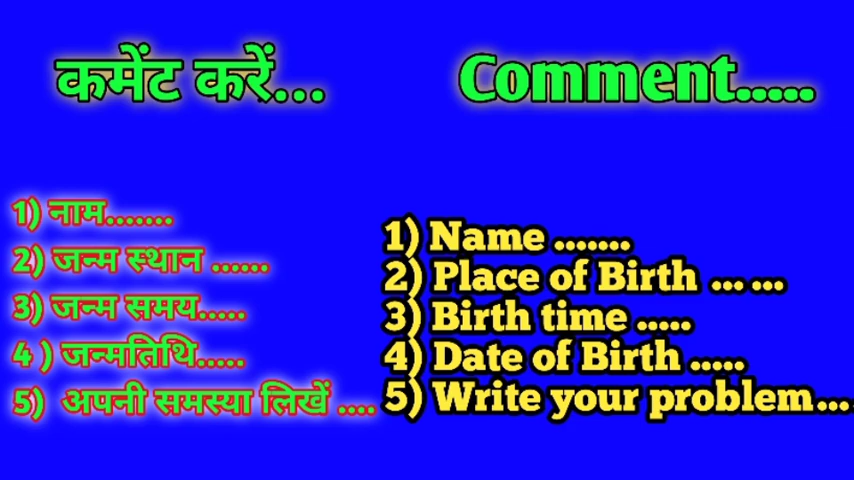 कमेंट करें...
1) नाम.......
2) जन्म स्थान ......
3) जन्म समय.....
4 ) जन्मतिथि.....
5) अपनी समस्या लिखें ....
Comment.....
1) Name .......
2) Place of Birth ... ...
3) Birth time .....
4) Date of Birth .....
5) Write your problem....